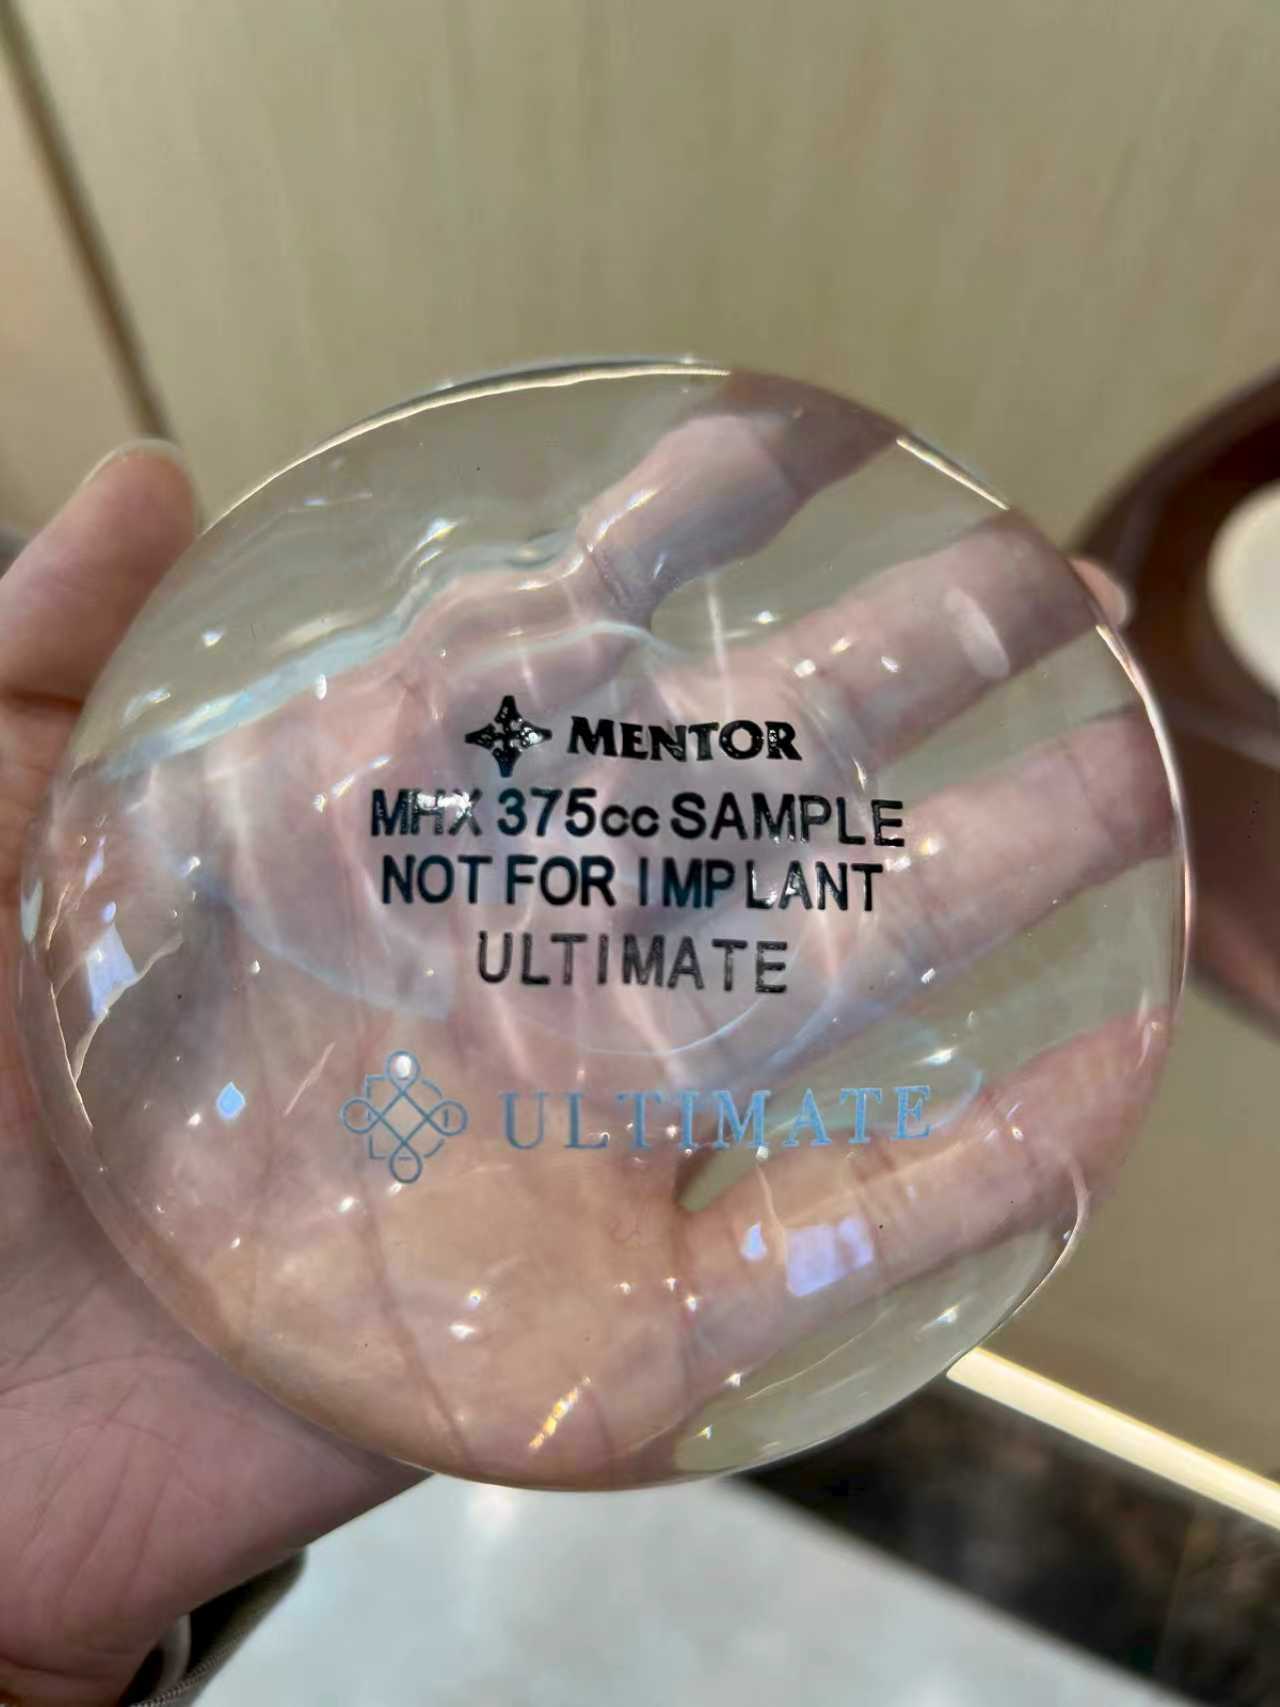 MENTOR
MHX 375cc SAMPLE
NOT FOR IMPLANT
ULTIMATE
ULTIMATE